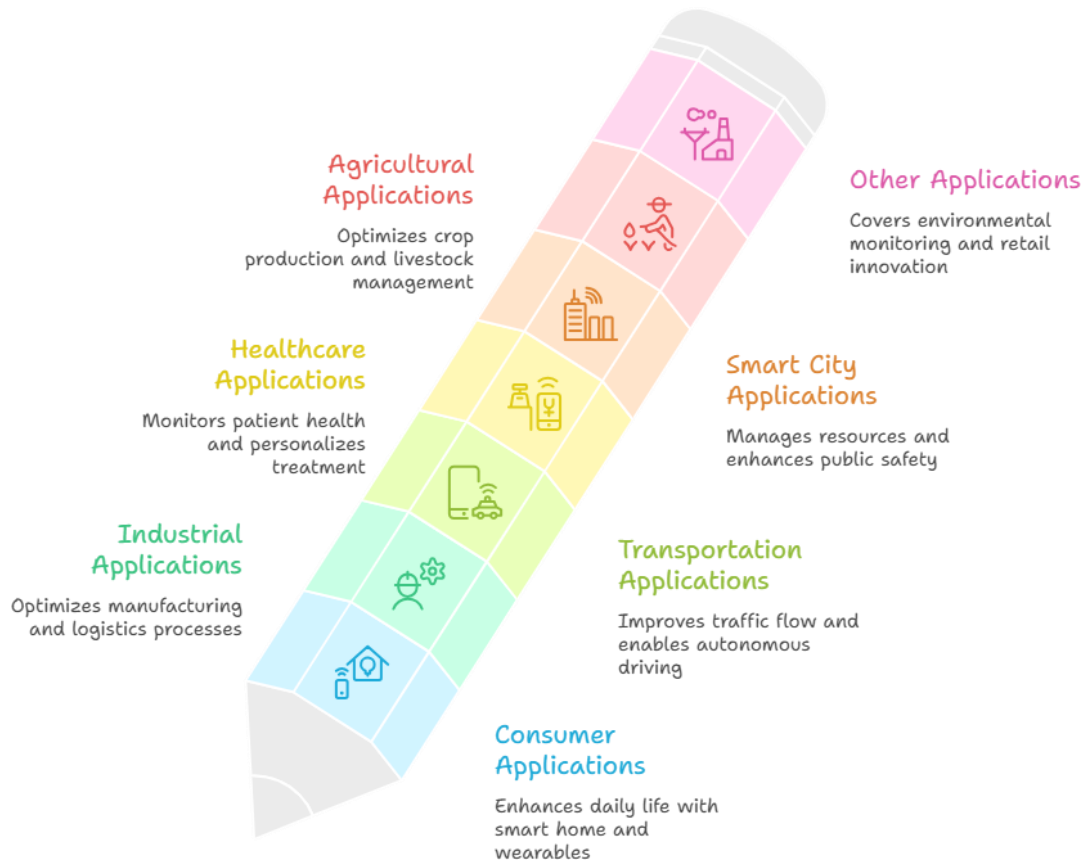 Agricultural
Applications
Optimizes crop
production and livestock
management
Other Applications
Covers environmental
monitoring and retail
innovation
Healthcare
Applications
Monitors patient health
and personalizes
treatment
Smart City
Applications
Manages resources and
enhances public safety
Industrial
Applications
Optimizes manufacturing
and logistics processes
Transportation
Applications
Improves traffic flow and
enables autonomous
driving
Consumer
Applications
Enhances daily life with
smart home and
wearables